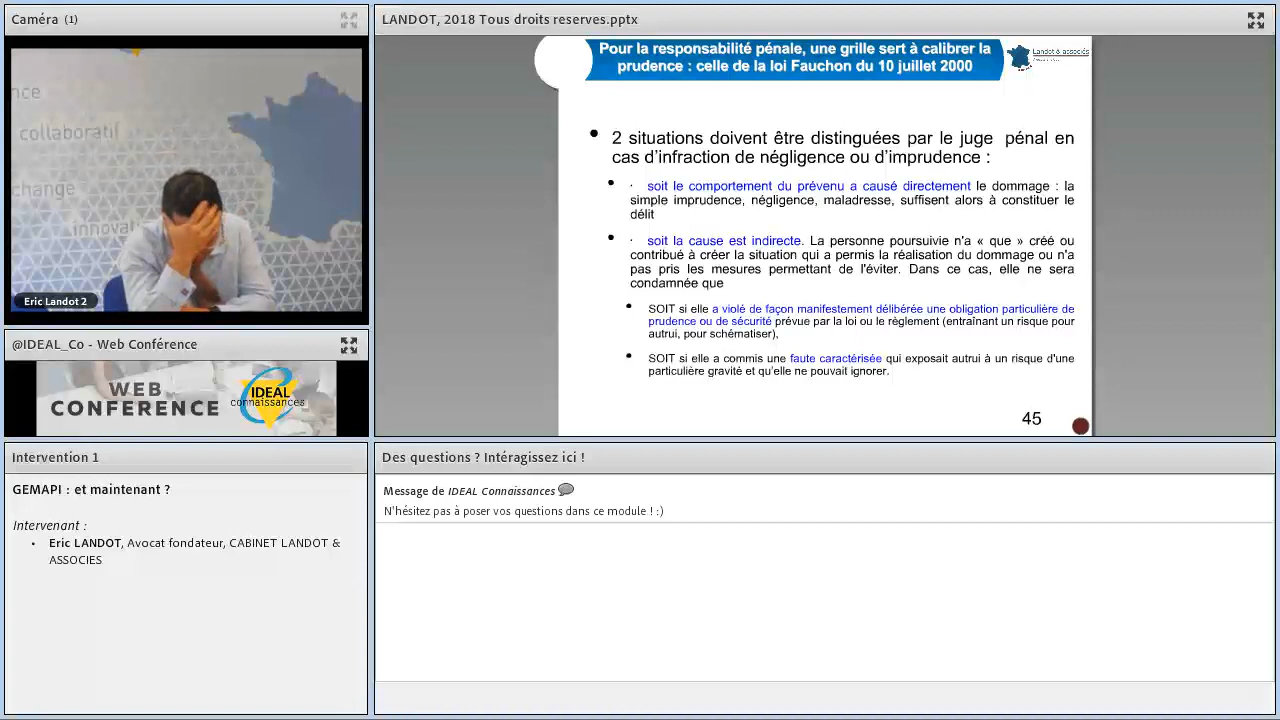 Caméra (1)
nce
collaboratif
change
innovat
Eric Landot 2
@IDEAL_Co - Web Conférence
WEB
CONFERENCE
IDEAL
connaissances
LANDOT, 2018 Tous droits reserves.pptx
Pour la responsabilité pénale, une grille sert à calibrer la
prudence : celle de la loi Fauchon du 10 juillet 2000
Landot & associés
• 2 situations doivent être distinguées par le juge pénal en
cas d'infraction de négligence ou d'imprudence :
• · soit le comportement du prévenu a causé directement le dommage : la
simple imprudence, négligence, maladresse, suffisent alors à constituer le
délit
• · soit la cause est indirecte. La personne poursuivie n'a « que » créé ou
contribué à créer la situation qui a permis la réalisation du dommage ou n'a
pas pris les mesures permettant de l'éviter. Dans ce cas, elle ne sera
condamnée que
• SOIT si elle a violé de façon manifestement délibérée une obligation particulière de
prudence ou de sécurité prévue par la loi ou le règlement (entraînant un risque pour
autrui, pour schématiser),
• SOIT si elle a commis une faute caractérisée qui exposait autrui à un risque d'une
particulière gravité et qu'elle ne pouvait ignorer.
45
Intervention 1
GEMAPI : et maintenant ?
Intervenant :
• Eric LANDOT, Avocat fondateur, CABINET LANDOT &
ASSOCIES
Des questions ? Intéragissez ici !
Message de IDEAL Connaissances
N'hésitez pas à poser vos questions dans ce module ! :)